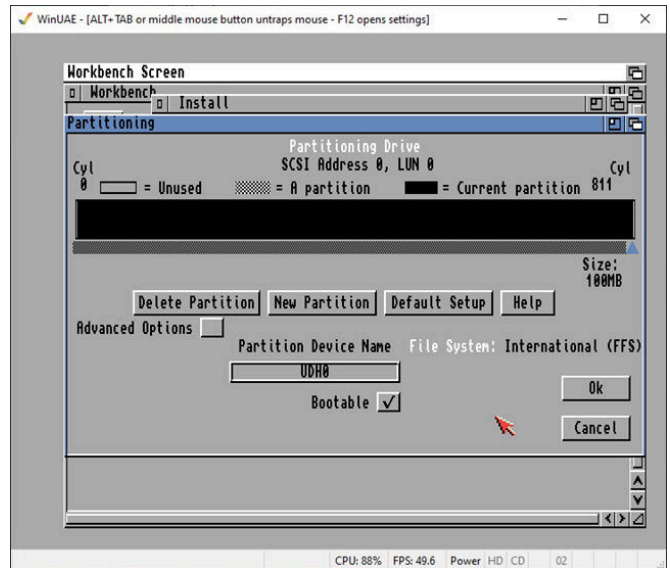 WinUAE - [ALT+TAB or middle mouse button untraps mouse - F12 opens settings]
Workbench Screen
Workbench
Install
Partitioning
Partitioning Drive
SCSI Address 0, LUN 0
Cyl Cyl
0 = Unused = A partition = Current partition 811
Size:
100MB
Delete Partition New Partition Default Setup Help
Advanced Options
Partition Device Name File System: International (FFS)
UDH0
Ok
Bootable
Cancel
CPU: 88% FPS: 49.6 Power HD CD 02